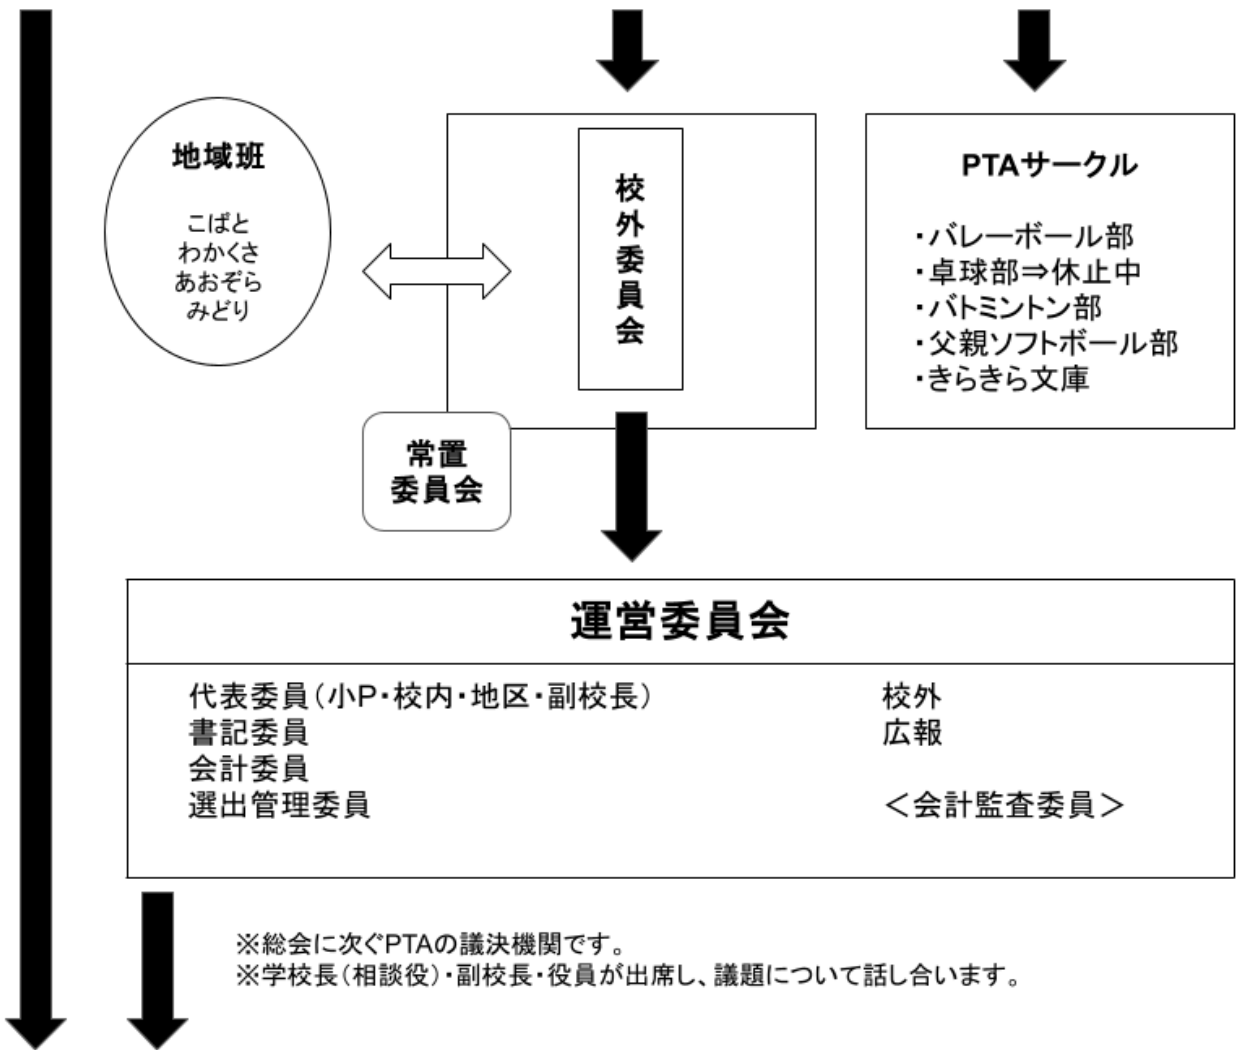 地域班
こばと
わかくさ
あおぞら
みどり
校外委員会
PTAサークル
・バレーボール部
・卓球部⇒休止中
・バトミントン部
・父親ソフトボール部
・きらきら文庫
常置
委員会
運営委員会
代表委員（小P・校内・地区・副校長）
書記委員
会計委員
選出管理委員
校外
広報
＜会計監査委員＞
※総会に次ぐPTAの議決機関です。
※学校長（相談役）・副校長・役員が出席し、議題について話し合います。